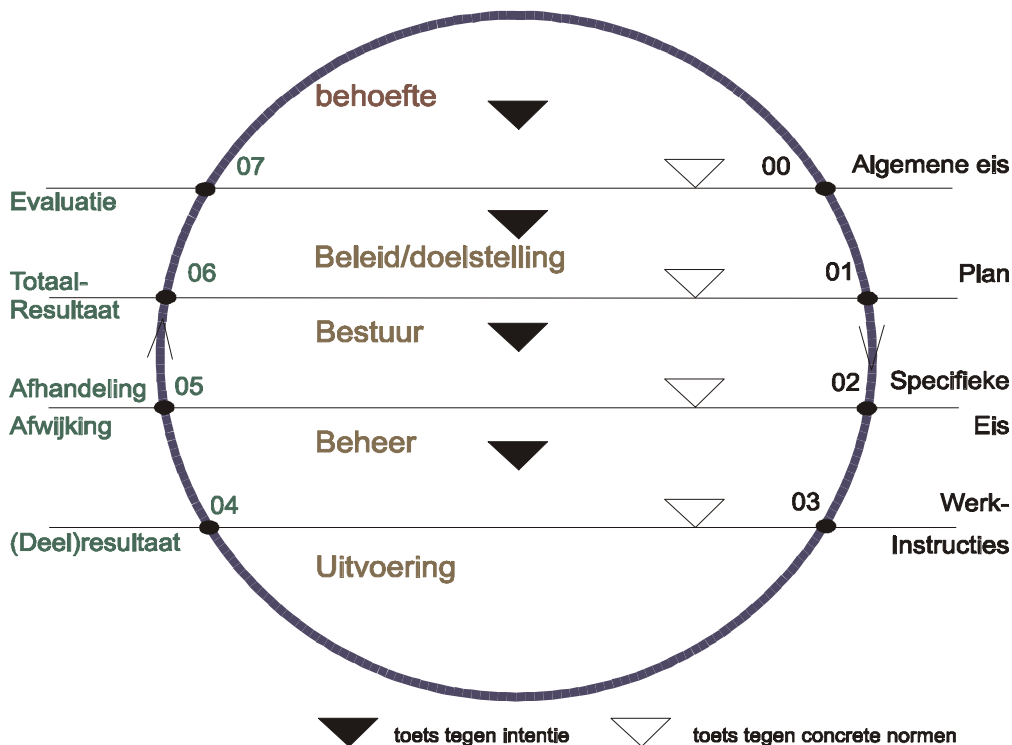 behoefte
07
00
Algemene eis
Evaluatie
Beleid/doelstelling
06
01
Totaal-
Resultaat
Plan
Bestuur
Afhandeling
05
02
Specifieke
Afwijking
Beheer
Eis
04
03
Werk-
(Deel)resultaat
Instructies
Uitvoering
toets tegen intentie
toets tegen concrete normen